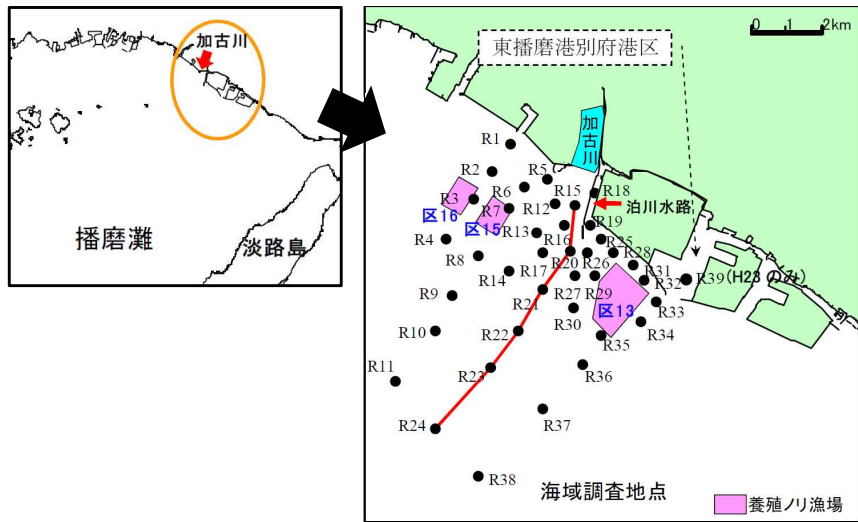 加古川
播磨灘
淡路島
0 1 2km
東播磨港別府港区
加古川
R1
R2
R5
R3
R6
R15
R18
R7
R12
泊川水路
区16
区15
R19
R4
R13
R16
R25
R8
R28
R17
R20
R26
R31
R14
R32
R39(H23のみ)
R9
R21
R27
R29
区13
R33
R30
R34
R10
R22
R35
R11
R23
R36
R24
R37
R38
海域調査地点
養殖ノリ漁場